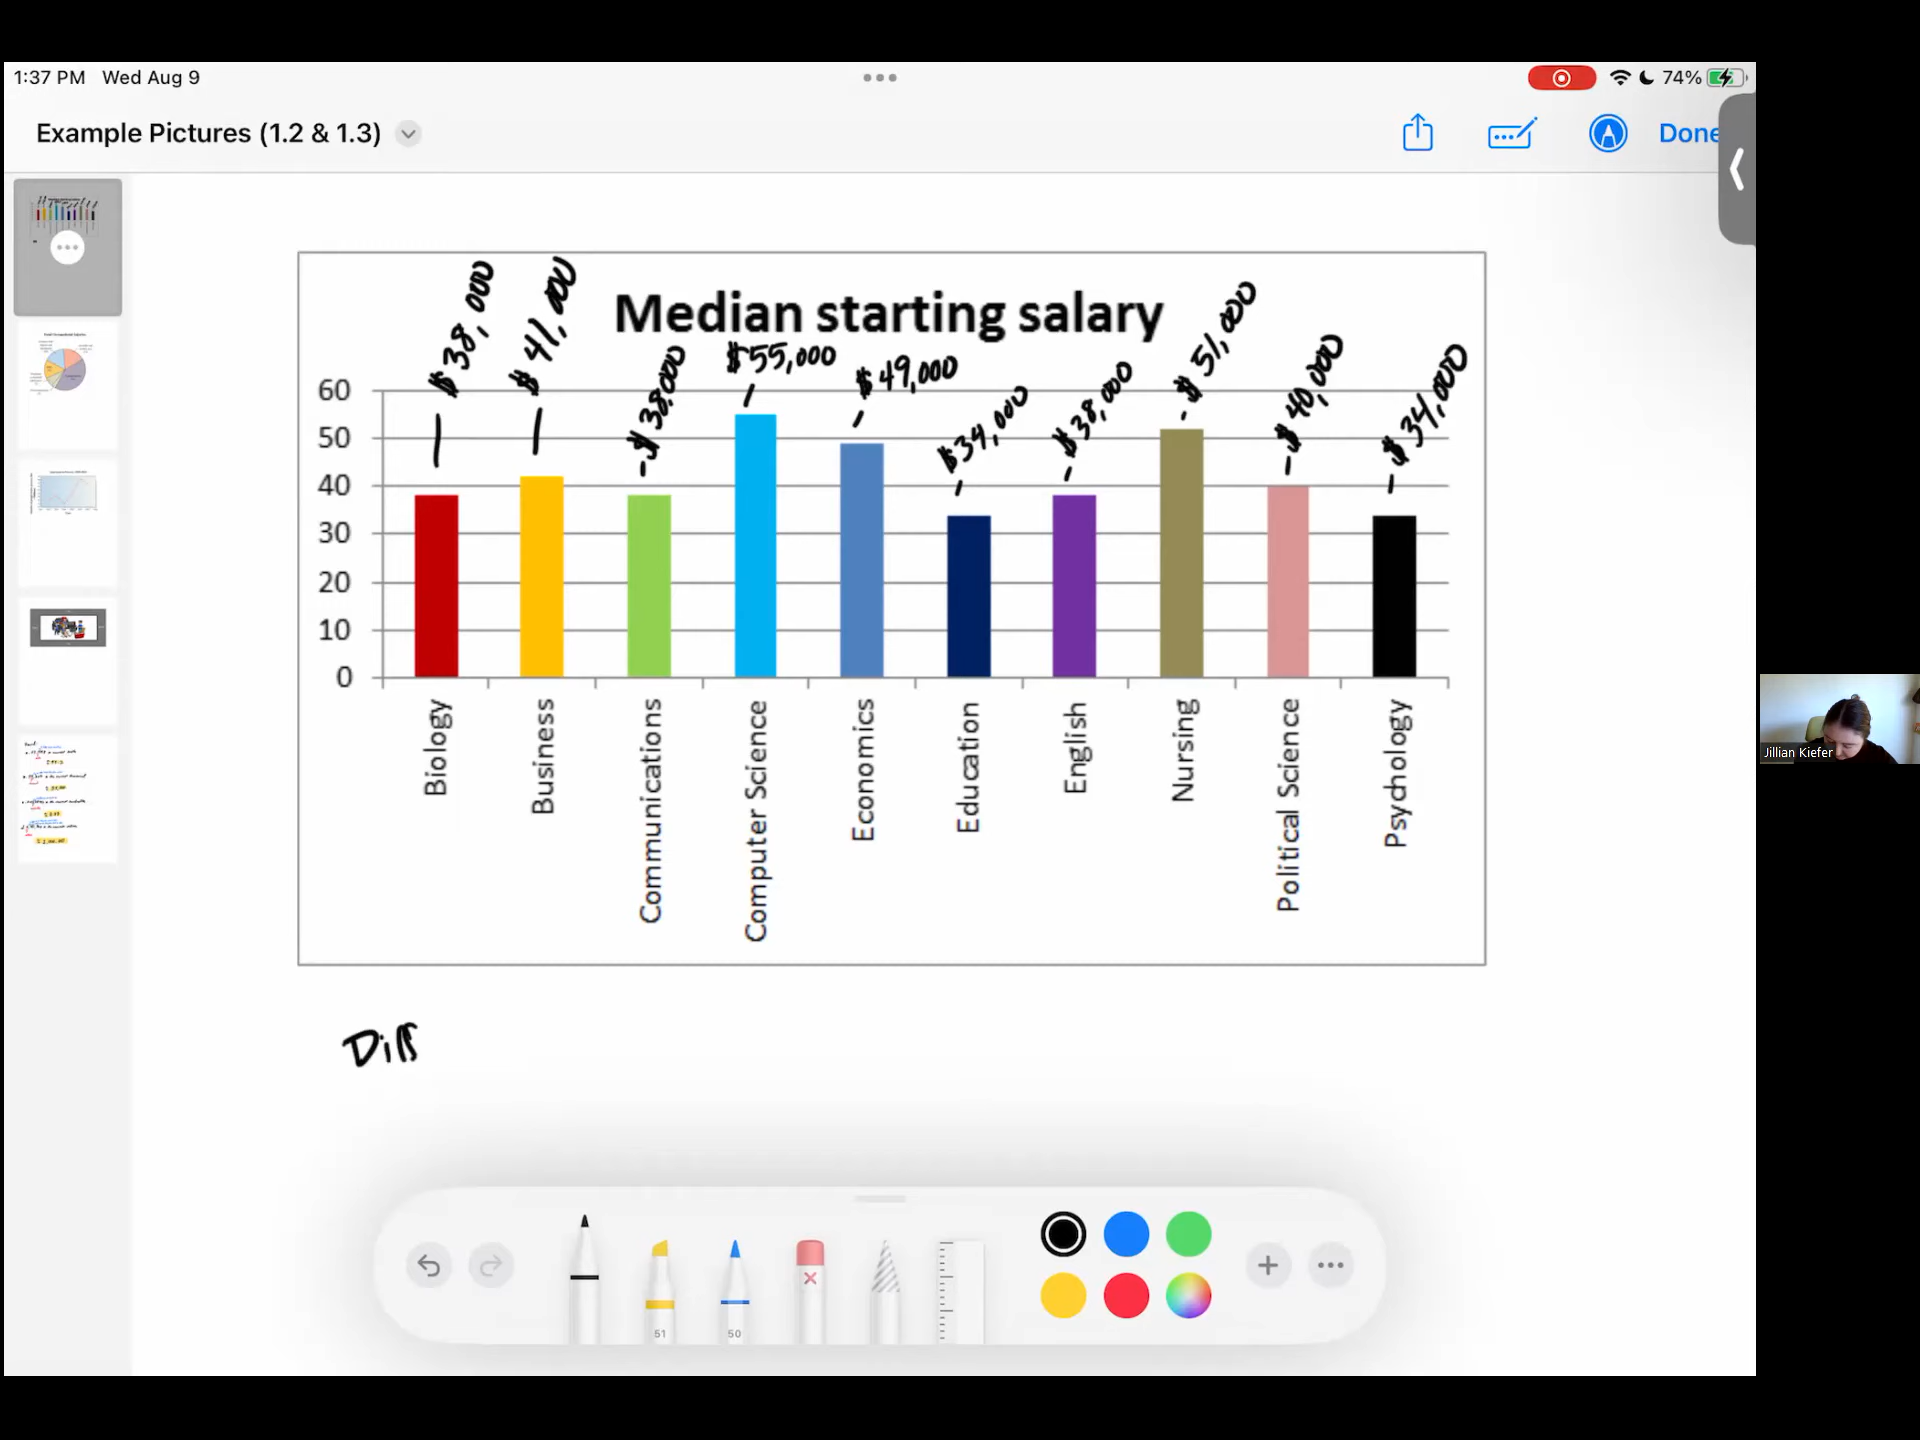 1:37 PM Wed Aug 9
74%
Example Pictures (1.2 & 1.3)
Done
Median starting salary
$38,000
$41,000
$38,000
$55,000
$49,000
$34,000
$38,000
$51,000
$40,000
$34,000
60
50
40
30
20
10
0
Biology
Business
Communications
Computer Science
Economics
Education
English
Nursing
Political Science
Psychology
Diff
51
50
Jillian Kiefer